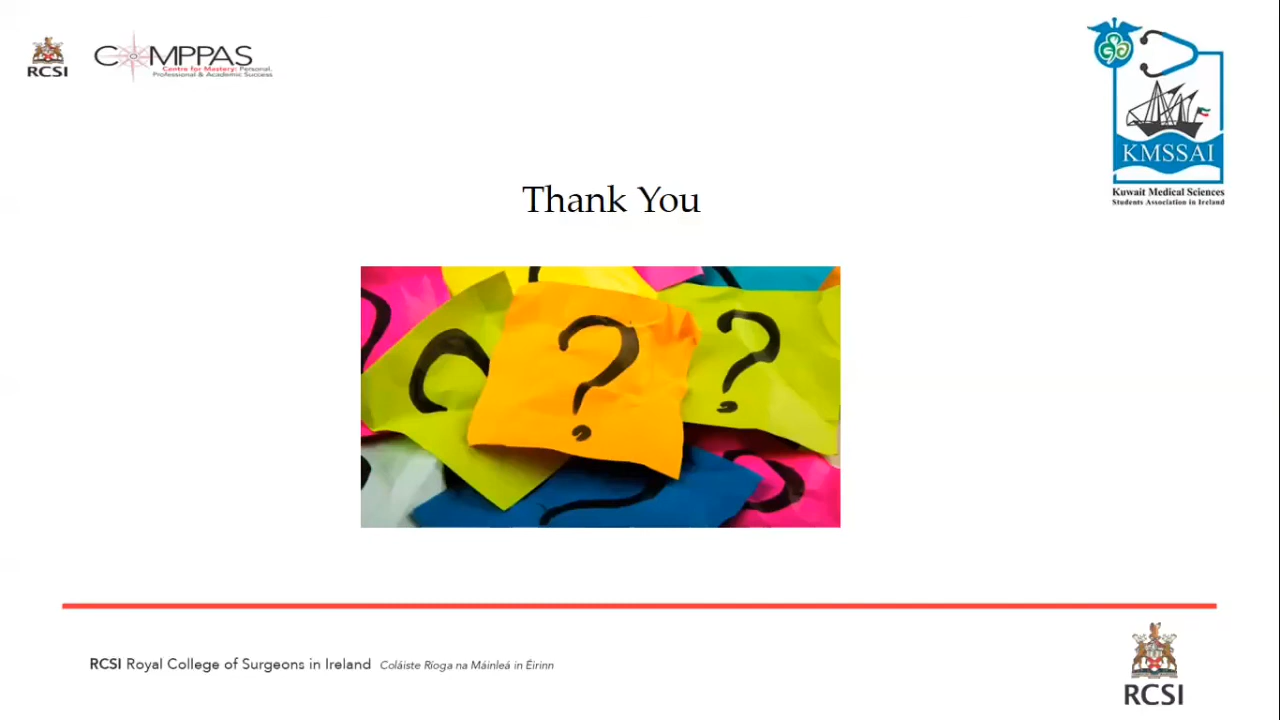 RCSI
COMPPAS
Centre for Mastery: Personal,
Professional & Academic Success
KMSSAI
Kuwait Medical Sciences
Students Association in Ireland
Thank You
?
?
?
?
RCSI Royal College of Surgeons in Ireland Coláiste Ríoga na Máinleá in Éirinn
RCSI